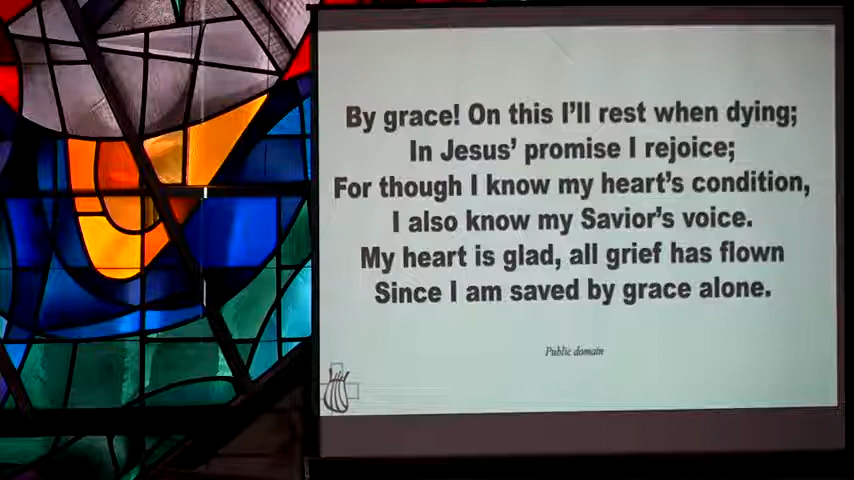 By grace! On this I'll rest when dying;
In Jesus' promise I rejoice;
For though I know my heart's condition,
I also know my Savior's voice.
My heart is glad, all grief has flown
Since I am saved by grace alone.
Public domain